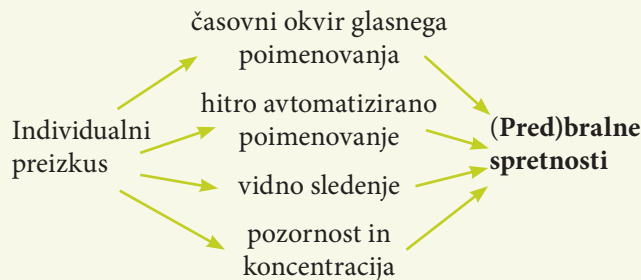 časovni okvir glasnega
poimenovanja
Individualni
preizkus
hitro avtomatizirano
poimenovanje
vidno sledenje
pozornost in
koncentracija
(Pred)bralne
spretnosti